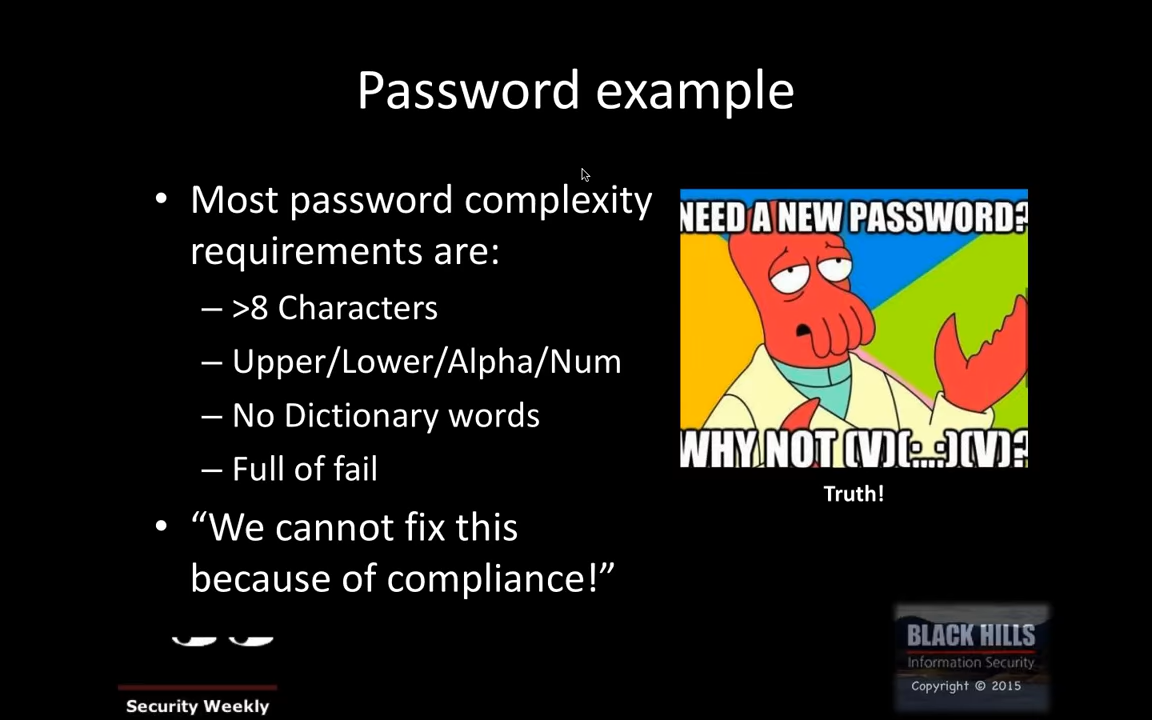 Password example
• Most password complexity
requirements are:
– >8 Characters
– Upper/Lower/Alpha/Num
– No Dictionary words
– Full of fail
• “We cannot fix this
because of compliance!”
NEED A NEW PASSWORD?
WHY NOT (V)(;,,;)(V)?
Truth!
BLACK HILLS
Information Security
Copyright © 2015
Security Weekly